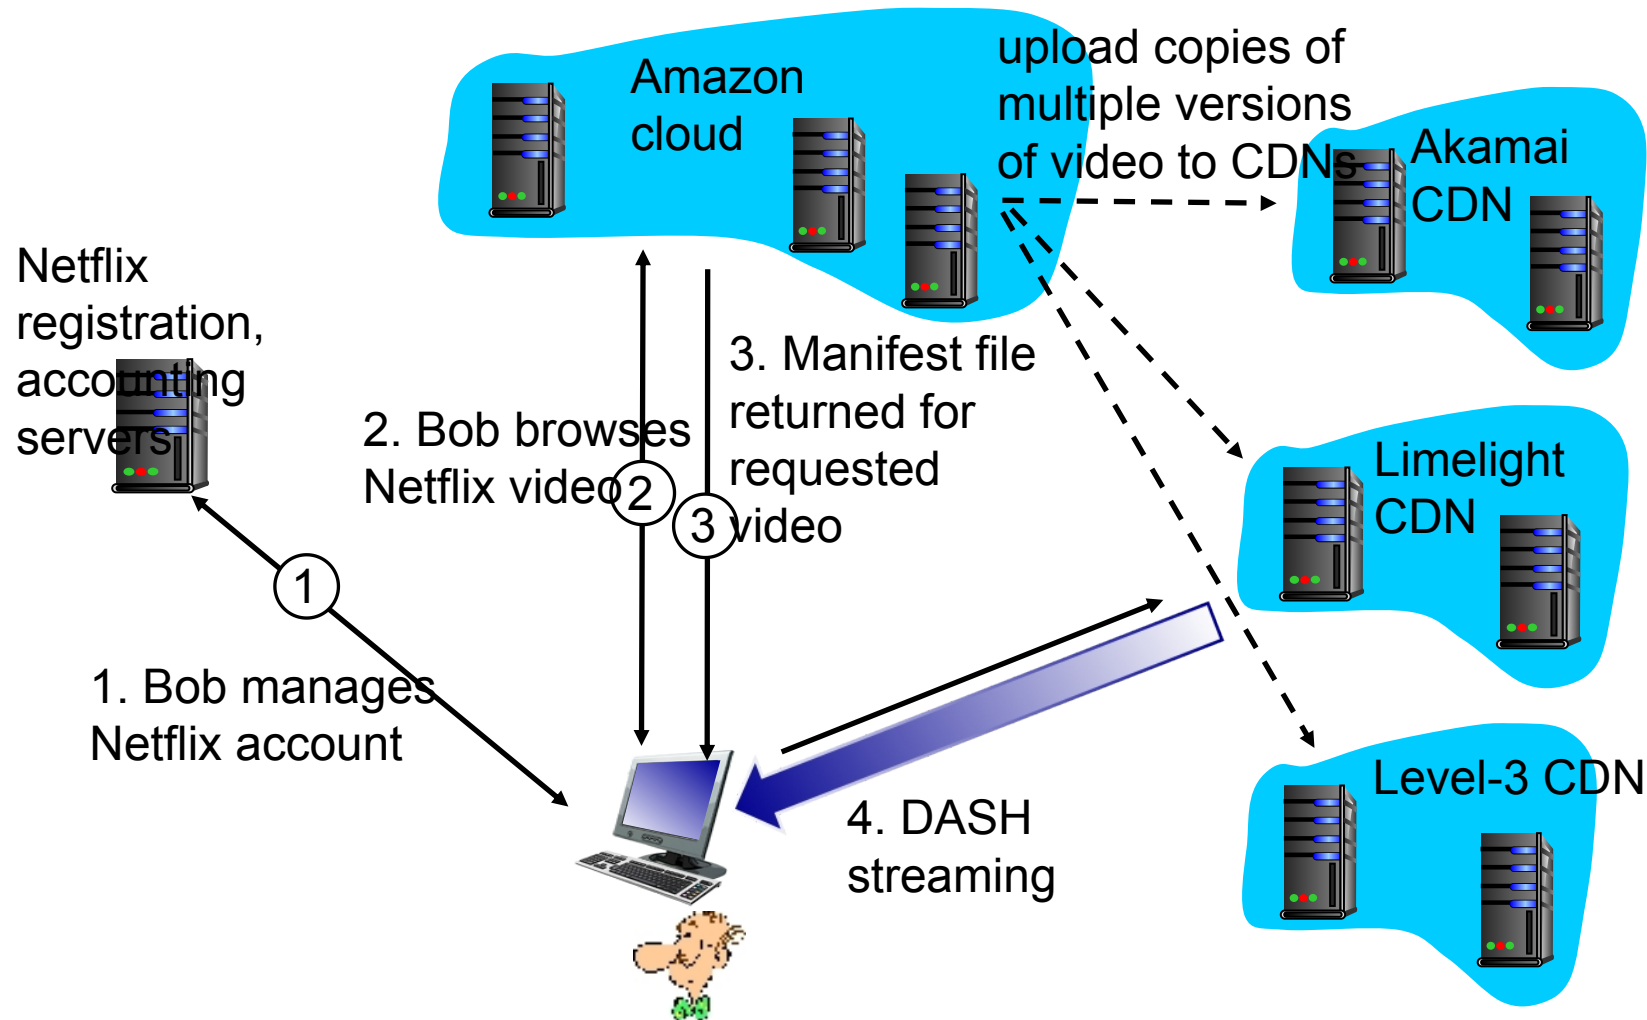 Amazon
cloud
upload copies of
multiple versions
of video to CDNs
Akamai
CDN
Netflix
registration,
accounting
servers
3. Manifest file
returned for
requested
video
2. Bob browses
Netflix video
2
3
Limelight
CDN
1
1. Bob manages
Netflix account
4. DASH
streaming
Level-3 CDN